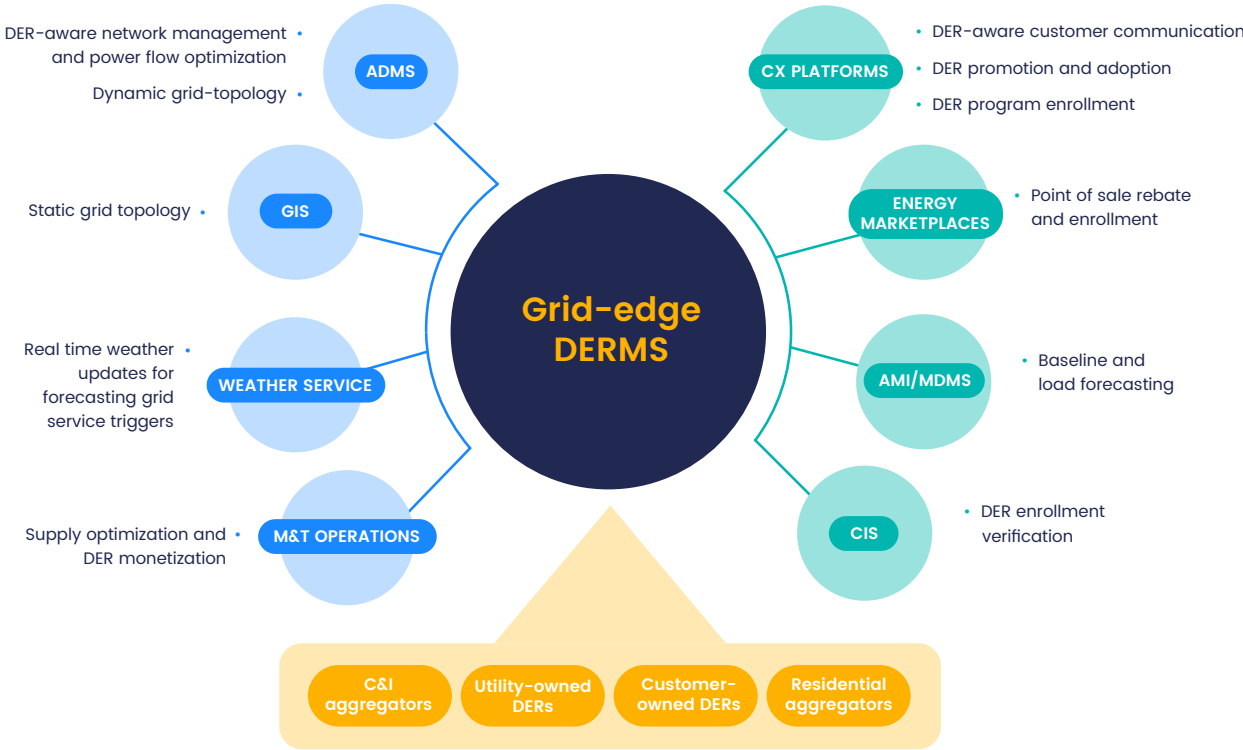 DER-aware network management •
and power flow optimization
Dynamic grid-topology •
ADMS
Static grid topology •
GIS
Real time weather •
updates for
forecasting grid
service triggers
WEATHER SERVICE
Supply optimization and •
DER monetization
M&T OPERATIONS
Grid-edge
DERMS
CX PLATFORMS
• DER-aware customer communication
• DER promotion and adoption
• DER program enrollment
ENERGY
MARKETPLACES
• Point of sale rebate
and enrollment
AMI/MDMS
• Baseline and
load forecasting
CIS
• DER enrollment
verification
C&I
aggregators
Utility-owned
DERs
Customer-
owned DERs
Residential
aggregators